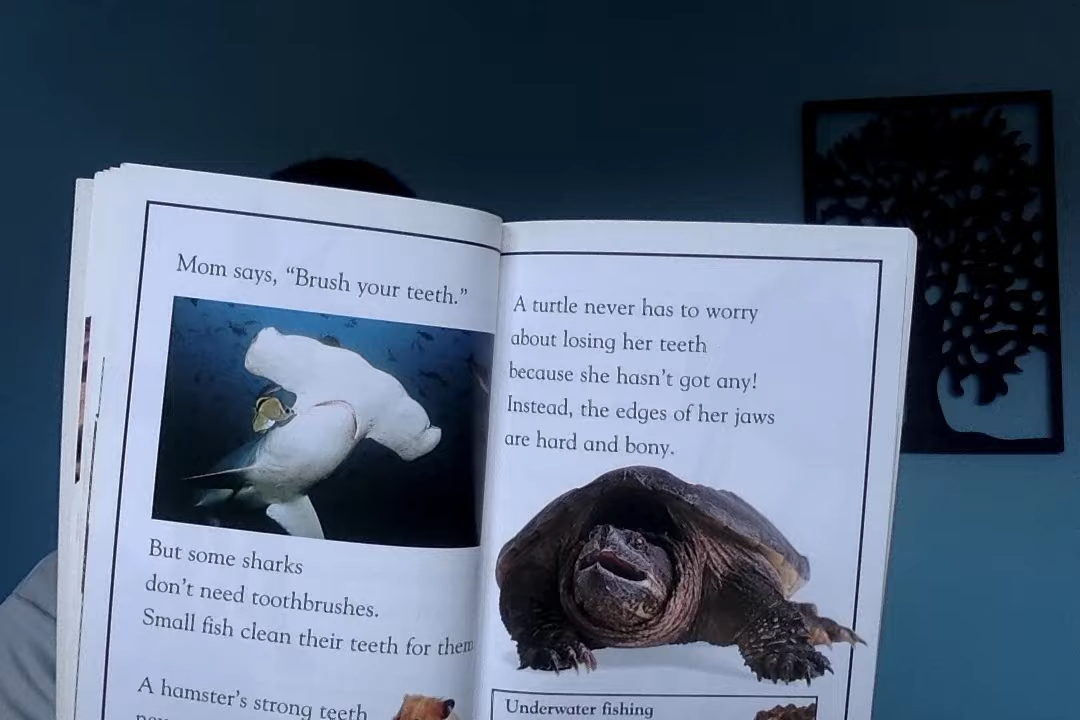 Mom says, “Brush your teeth.”
But some sharks
don’t need toothbrushes.
Small fish clean their teeth for them
A hamster’s strong teeth
A turtle never has to worry
about losing her teeth
because she hasn’t got any!
Instead, the edges of her jaws
are hard and bony.
Underwater fishing